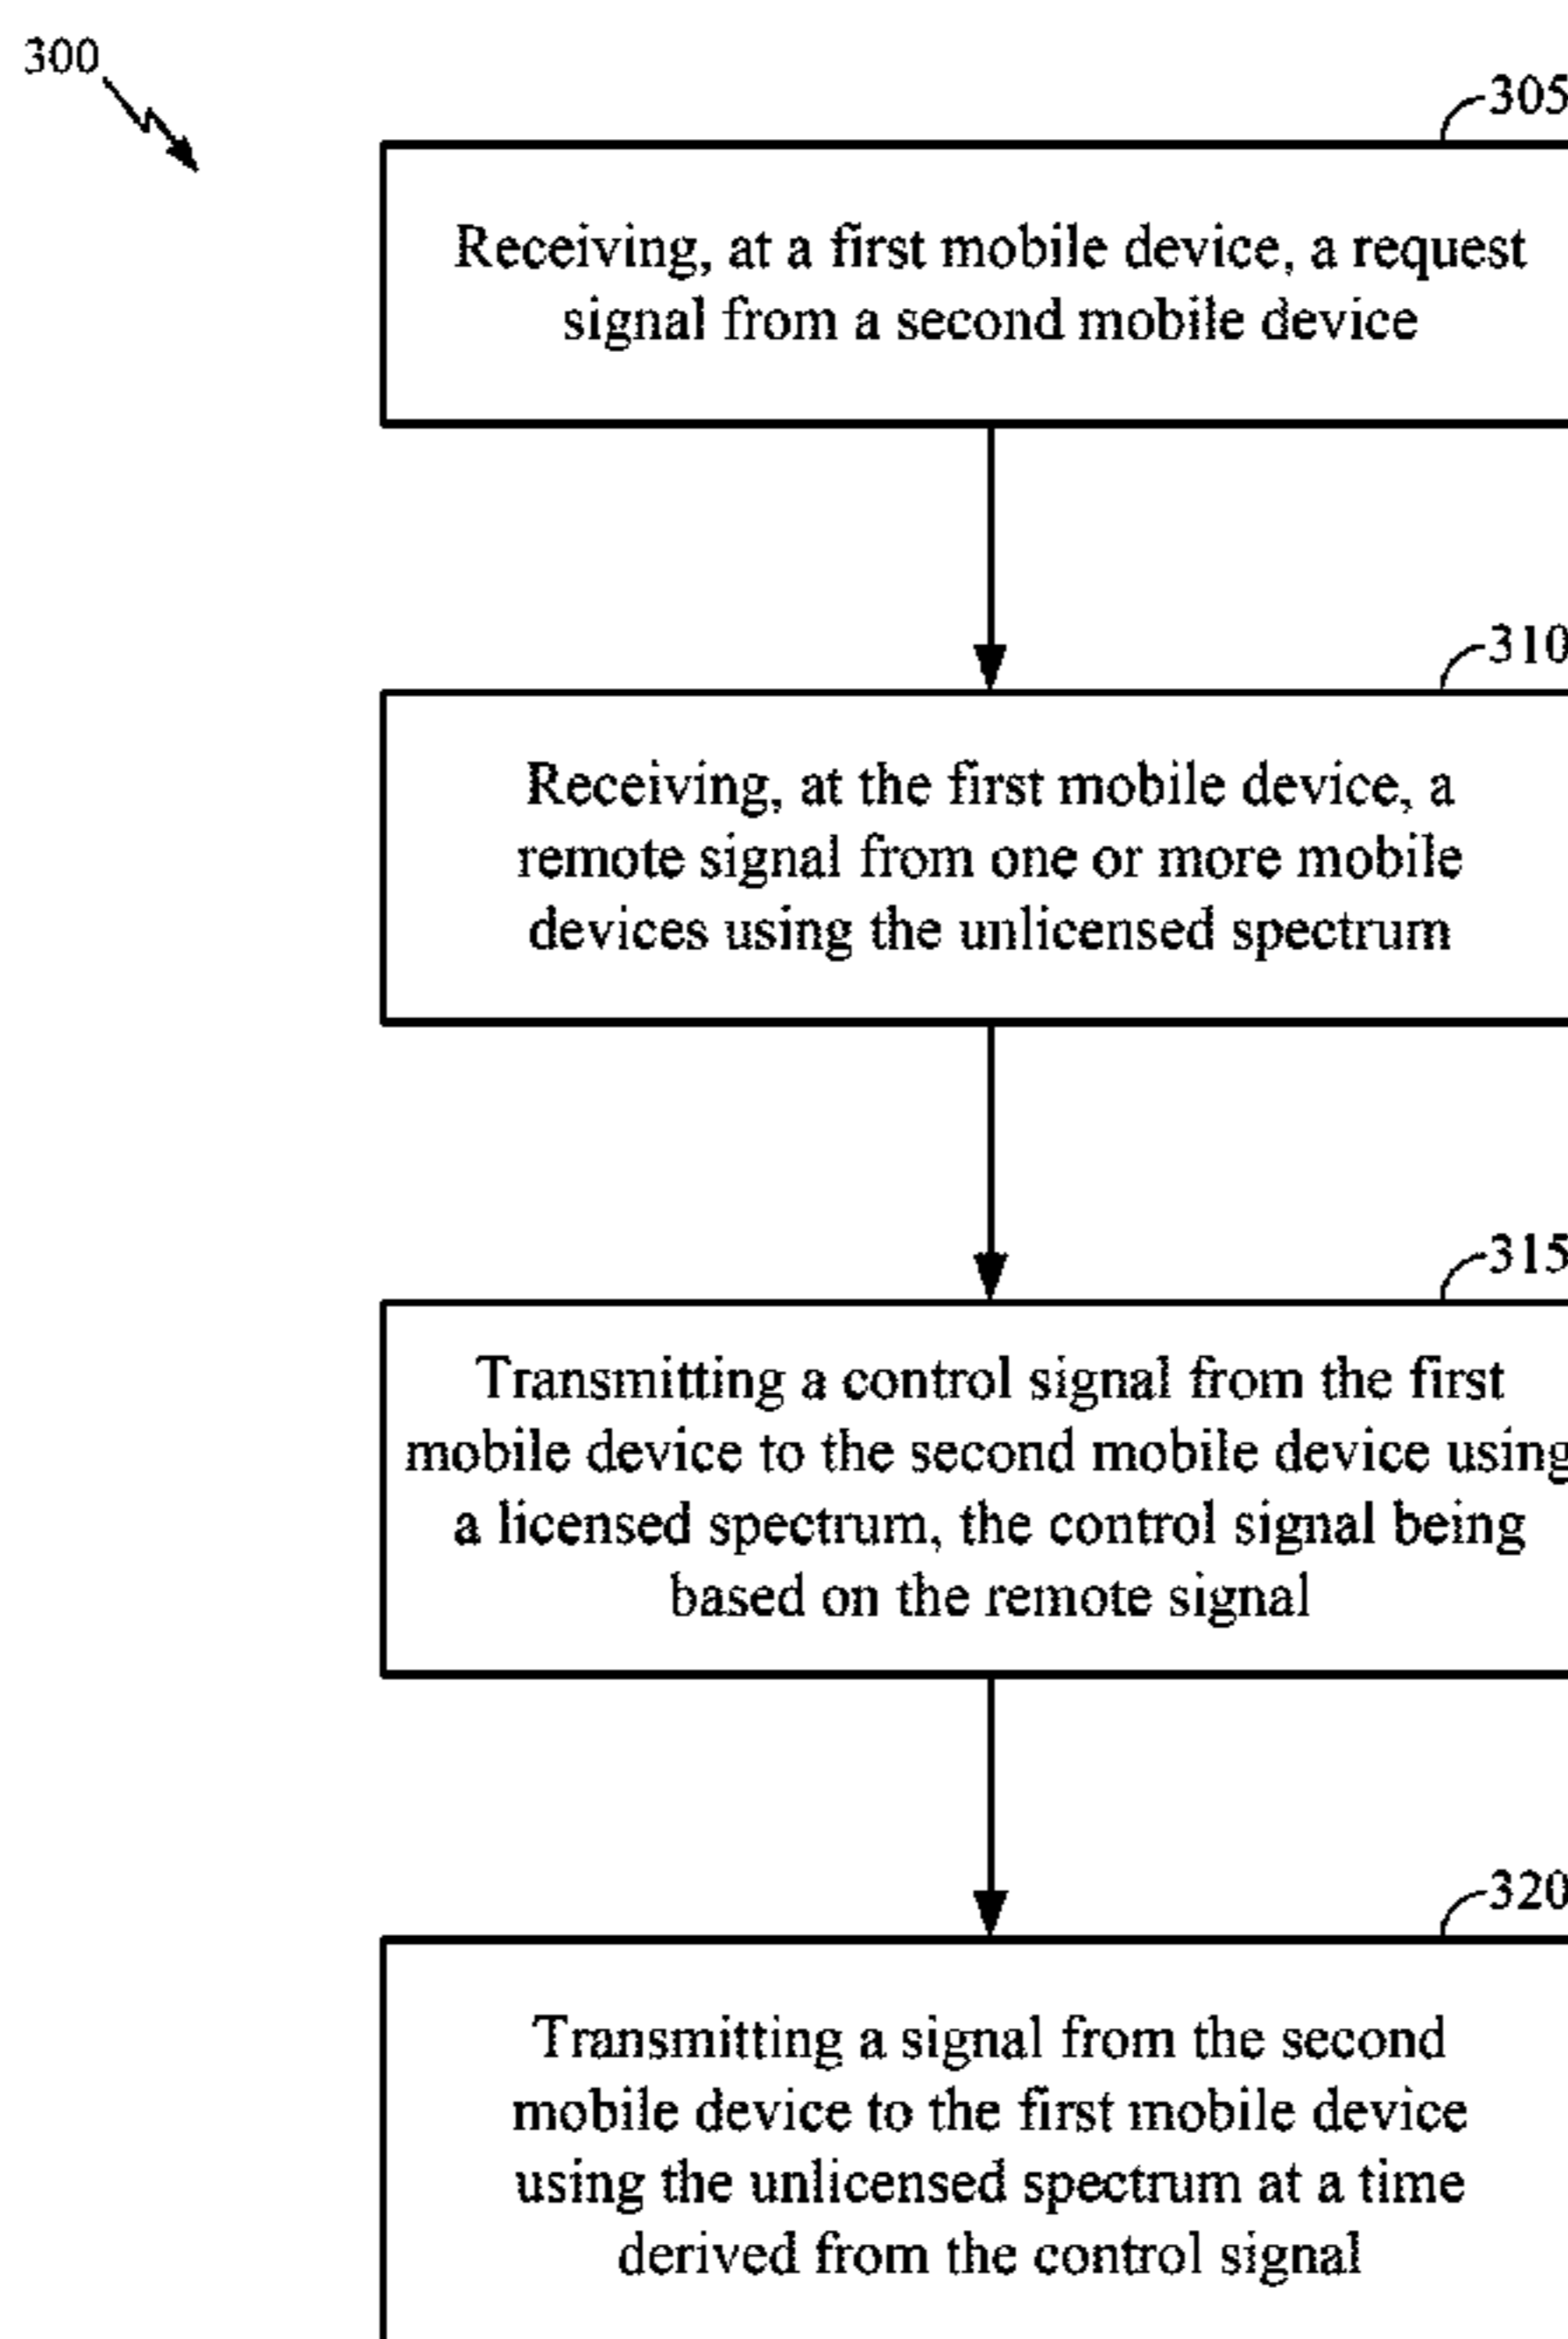 300
305
Receiving, at a first mobile device, a request
signal from a second mobile device
310
Receiving, at the first mobile device, a
remote signal from one or more mobile
devices using the unlicensed spectrum
315
Transmitting a control signal from the first
mobile device to the second mobile device using
a licensed spectrum, the control signal being
based on the remote signal
320
Transmitting a signal from the second
mobile device to the first mobile device
using the unlicensed spectrum at a time
derived from the control signal